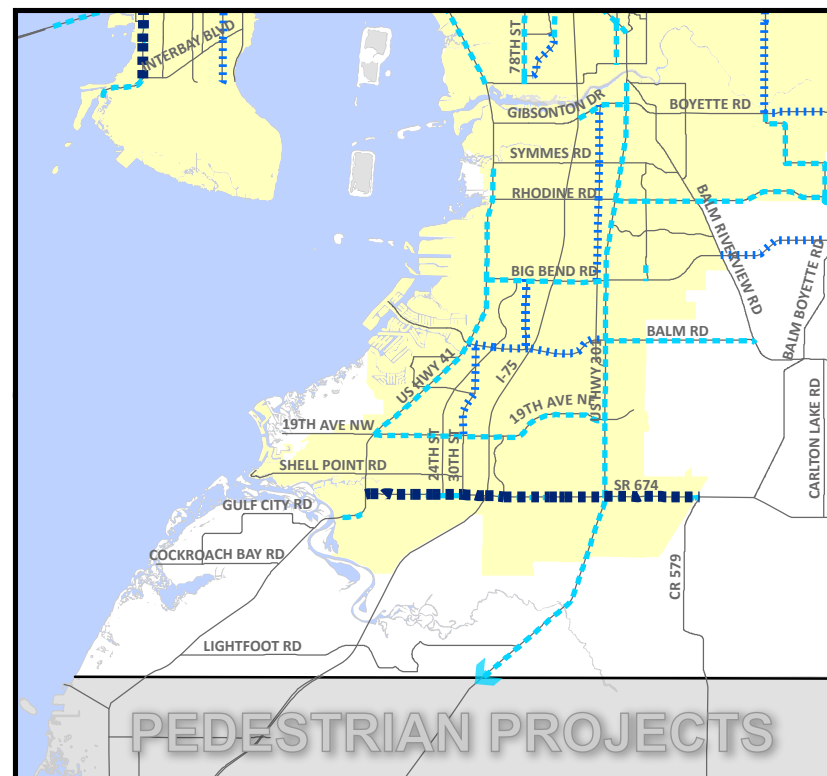 INTERBAY BLVD
78TH ST
GIBSONTON DR
BOYETTE RD
SYMMES RD
RHODINE RD
BALM RIVERVIEW RD
BIG BEND RD
BALM BOYETTE RD
US HWY 301
BALM RD
US HWY 41
I-75
19TH AVE NE
CARLTON LAKE RD
19TH AVE NW
24TH ST
30TH ST
SHELL POINT RD
SR 674
GULF CITY RD
COCKROACH BAY RD
CR 579
LIGHTFOOT RD
PEDESTRIAN PROJECTS